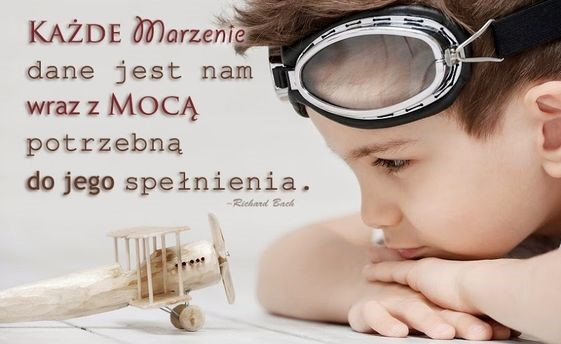 KAŻDE Marzenie
dane jest nam
wraz z MOCĄ
potrzebną
do jego spełnienia.
~Richard Bach